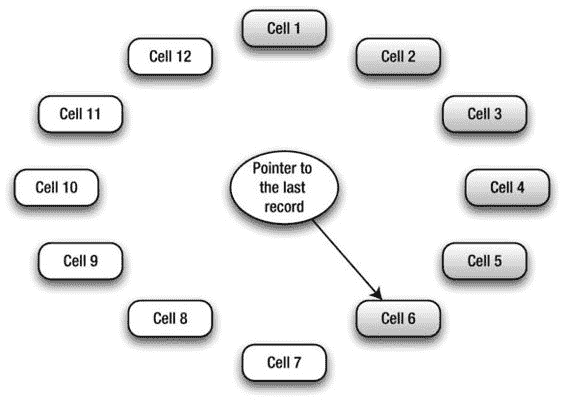 Cell 1
Cell 12
Cell 2
Cell 11
Cell 3
Pointer to
the last
record
Cell 10
Cell 4
Cell 9
Cell 5
Cell 8
Cell 6
Cell 7